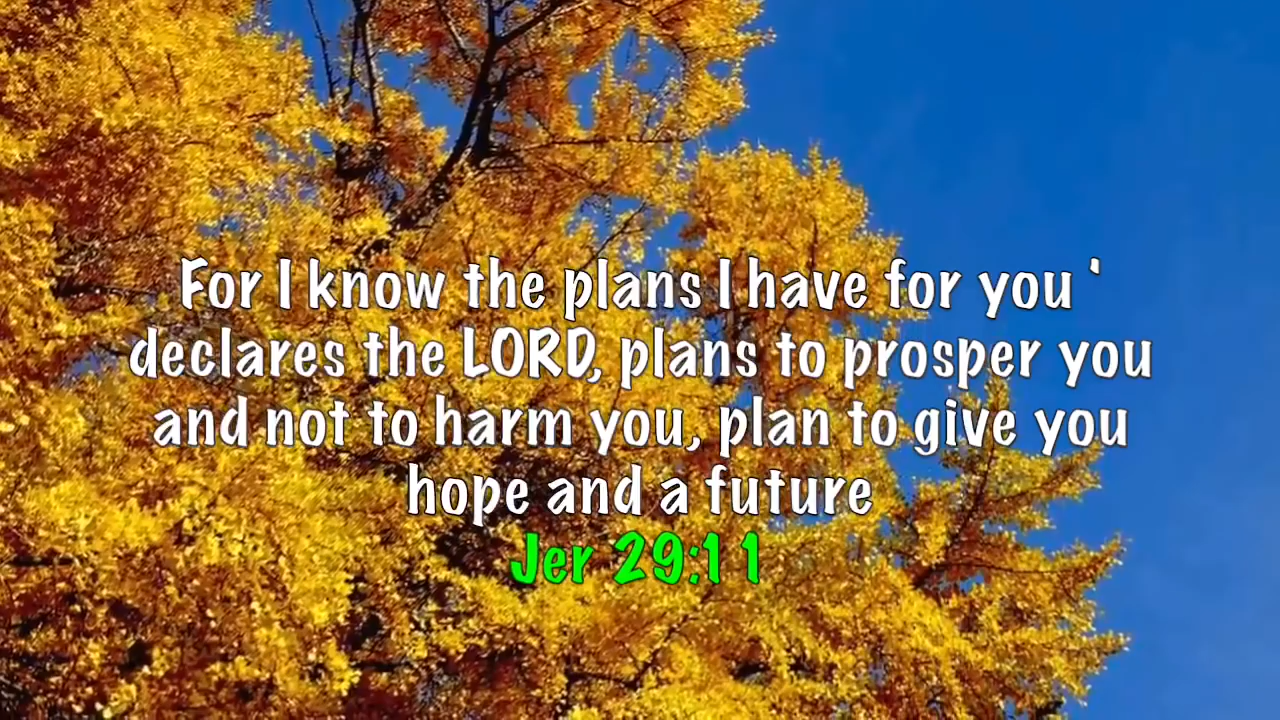 For I know the plans I have for you '
declares the LORD, plans to prosper you
and not to harm you, plan to give you
hope and a future
Jer 29:11